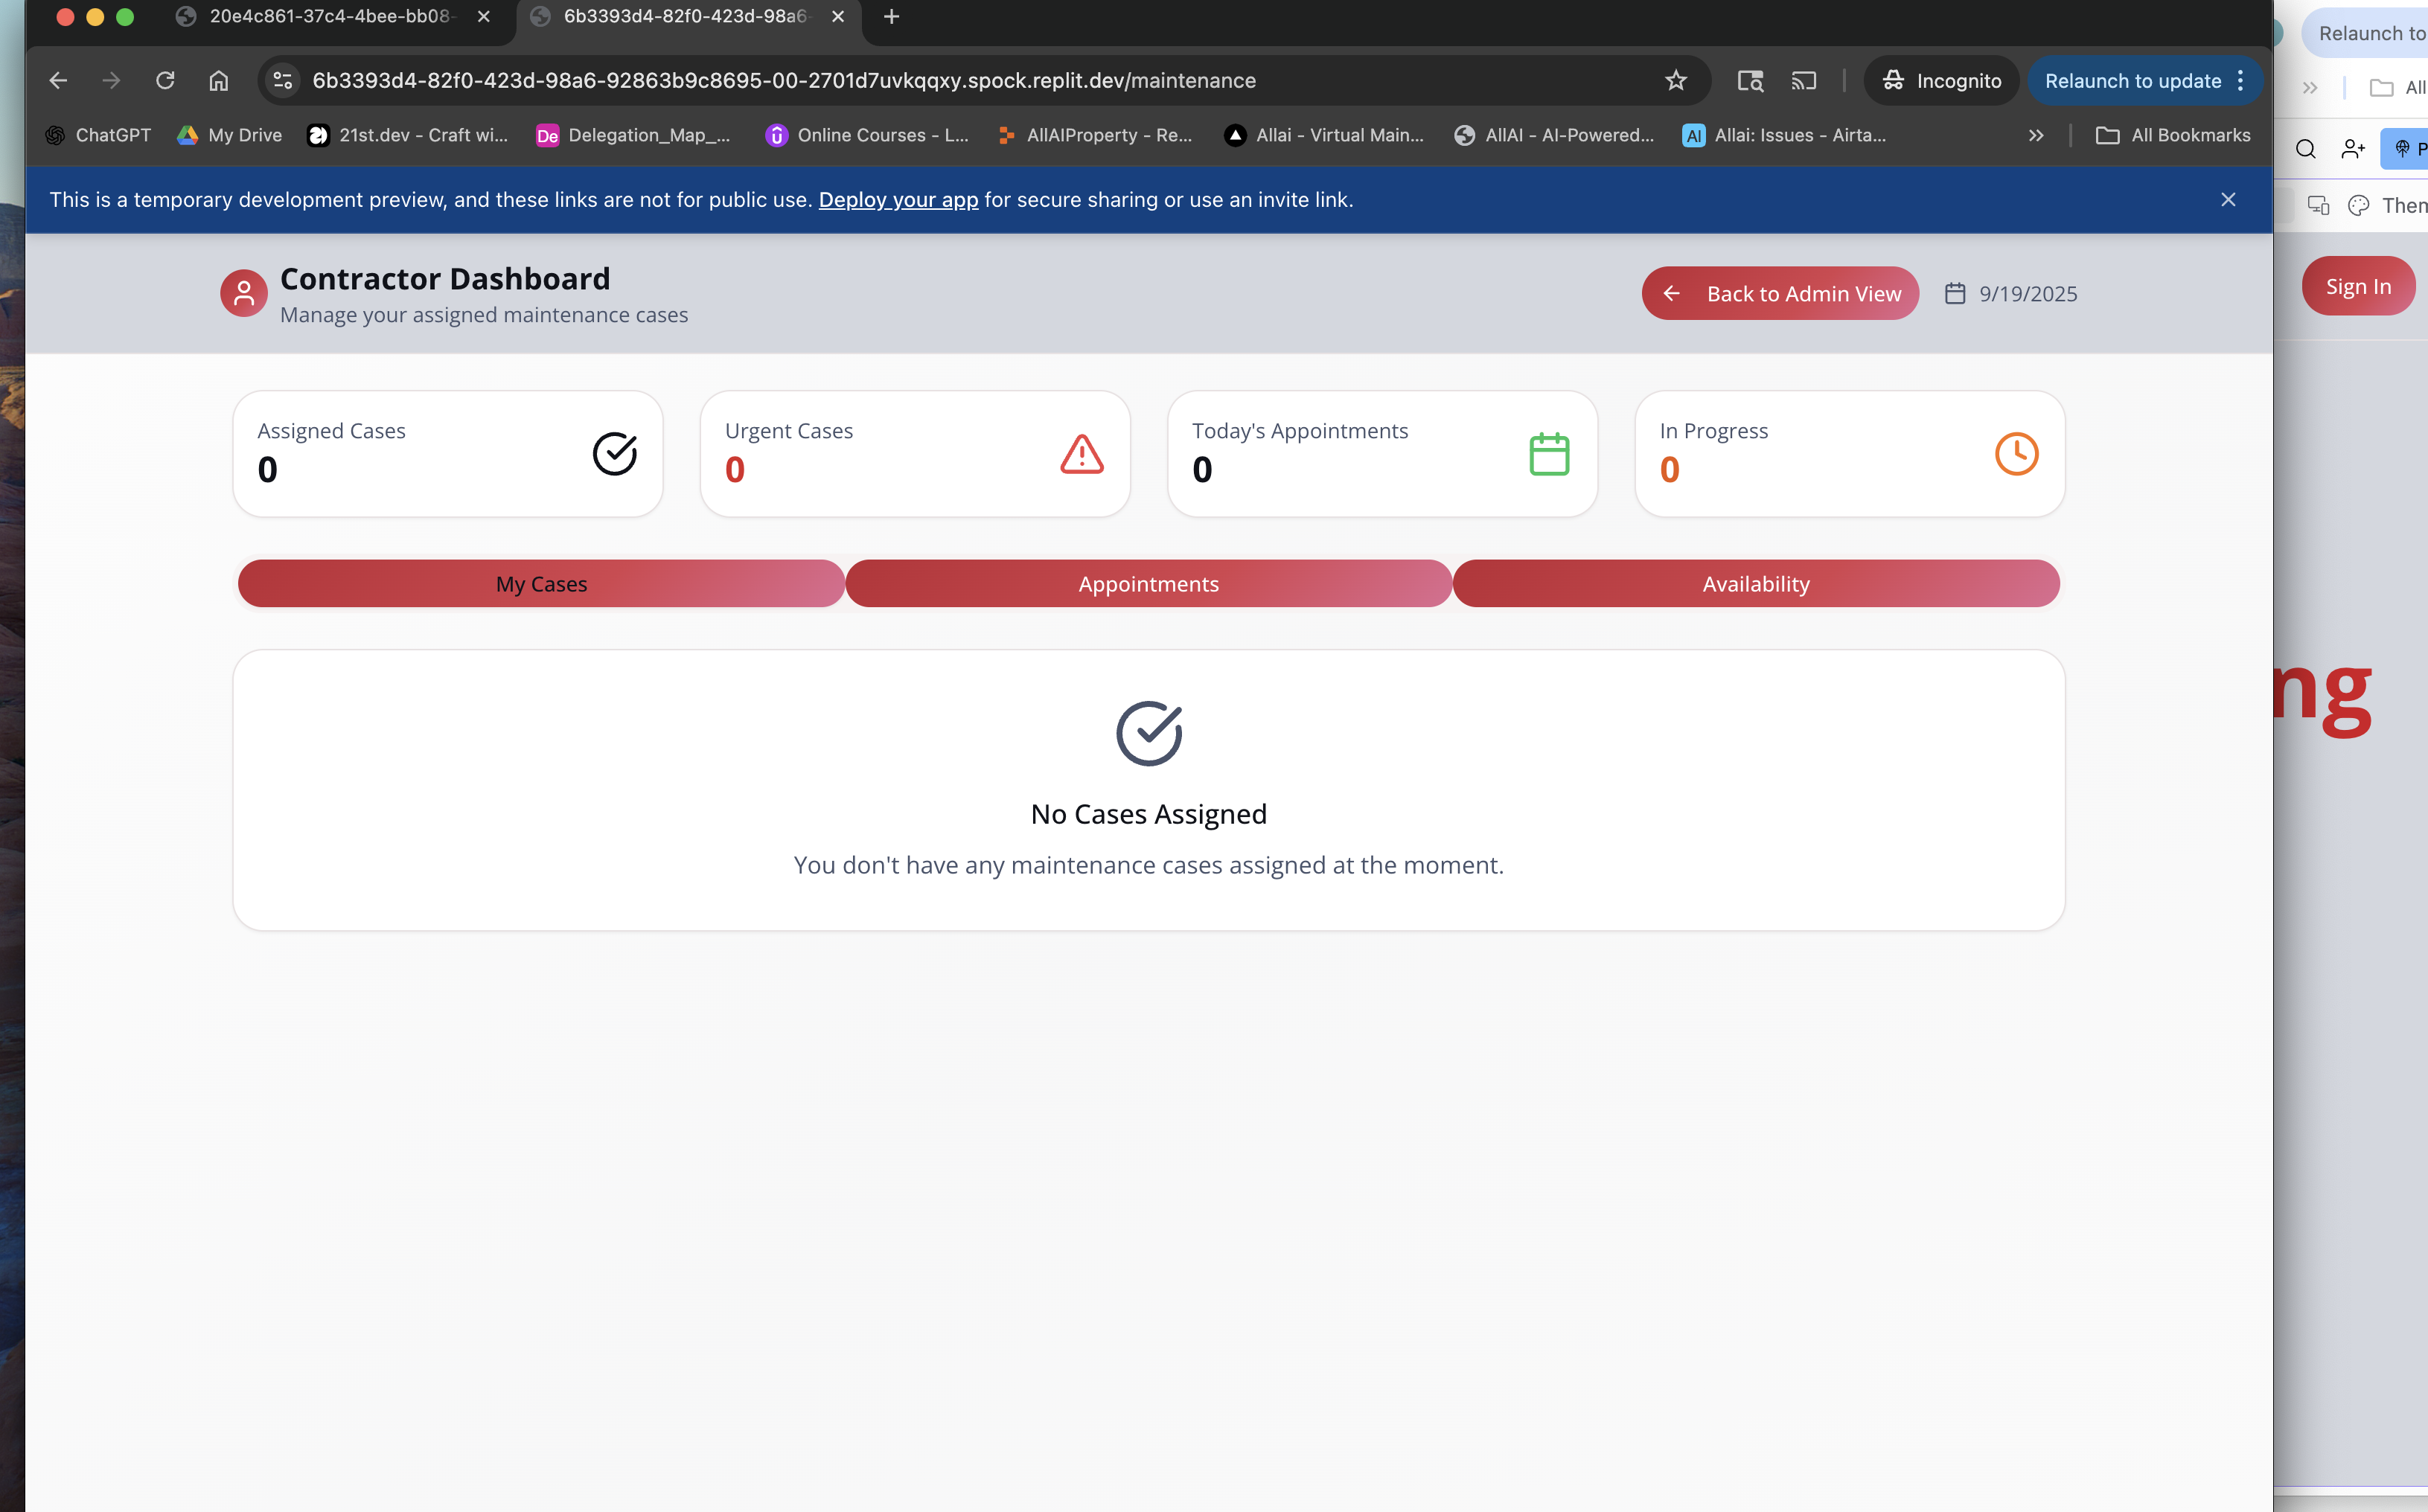 20e4c861-37c4-4bee-bb08-
6b3393d4-82f0-423d-98a6-
Relaunch to
6b3393d4-82f0-423d-98a6-92863b9c8695-00-2701d7uvkqqxy.spock.replit.dev/maintenance
Incognito
Relaunch to update
All
ChatGPT
My Drive
21st.dev - Craft wi...
De
Delegation_Map_...
Online Courses - L...
AllAIProperty - Re...
Allai - Virtual Main...
AllAI - AI-Powered...
AI
Allai: Issues - Airta...
All Bookmarks
P
This is a temporary development preview, and these links are not for public use. Deploy your app for secure sharing or use an invite link.
Them
Contractor Dashboard
Manage your assigned maintenance cases
Back to Admin View
9/19/2025
Sign In
Assigned Cases
0
Urgent Cases
0
Today's Appointments
0
In Progress
0
My Cases
Appointments
Availability
ng
No Cases Assigned
You don't have any maintenance cases assigned at the moment.